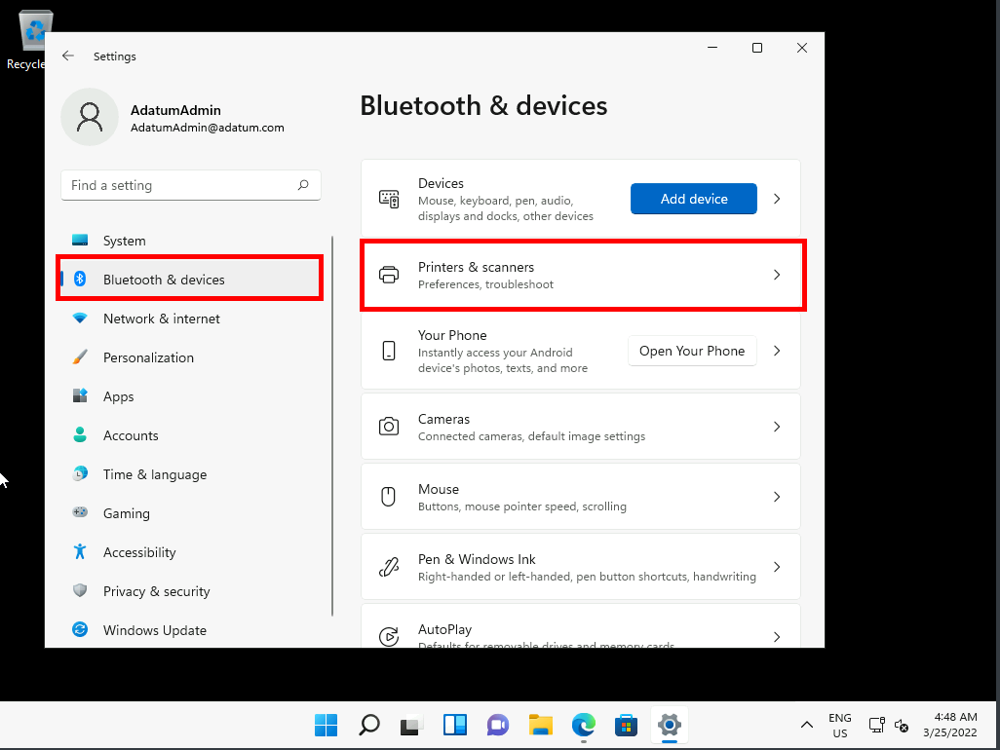 Recycle
Settings
AdatumAdmin
AdatumAdmin@adatum.com
Find a setting
System
Bluetooth & devices
Network & internet
Personalization
Apps
Accounts
Time & language
Gaming
Accessibility
Privacy & security
Windows Update
Bluetooth & devices
Devices
Mouse, keyboard, pen, audio,
displays and docks, other devices
Add device
Printers & scanners
Preferences, troubleshoot
Your Phone
Instantly access your Android
device's photos, texts, and more
Open Your Phone
Cameras
Connected cameras, default image settings
Mouse
Buttons, mouse pointer speed, scrolling
Pen & Windows Ink
Right-handed or left-handed, pen button shortcuts, handwriting
AutoPlay
Defaults for removable drives and memory cards
ENG
US
4:48 AM
3/25/2022